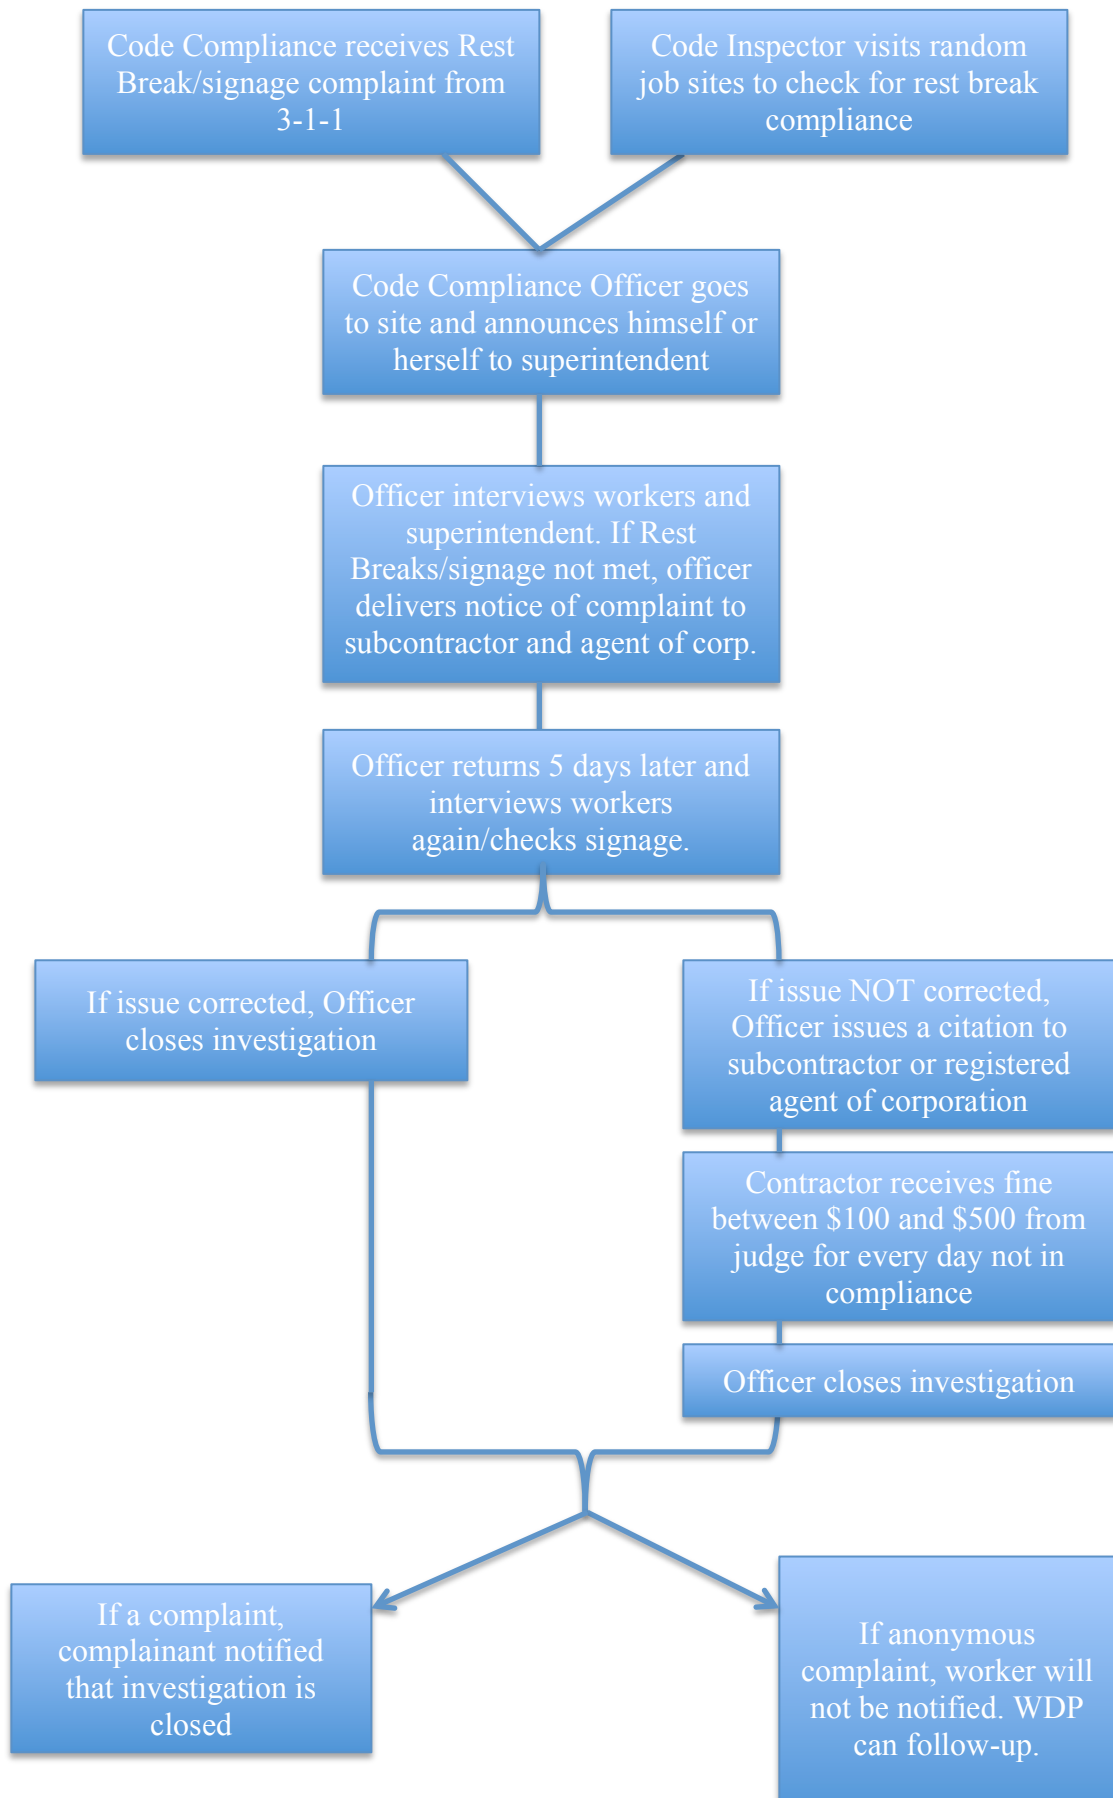 Code Compliance receives Rest
Break/signage complaint from
3-1-1
Code Inspector visits random
job sites to check for rest break
compliance
Code Compliance Officer goes
to site and announces himself or
herself to superintendent
Officer interviews workers and
superintendent. If Rest
Breaks/signage not met, officer
delivers notice of complaint to
subcontractor and agent of corp.
Officer returns 5 days later and
interviews workers
again/checks signage.
If issue corrected, Officer
closes investigation
If issue NOT corrected,
Officer issues a citation to
subcontractor or registered
agent of corporation
Contractor receives fine
between $100 and $500 from
judge for every day not in
compliance
Officer closes investigation
If a complaint,
complainant notified
that investigation is
closed
If anonymous
complaint, worker will
not be notified. WDP
can follow-up.